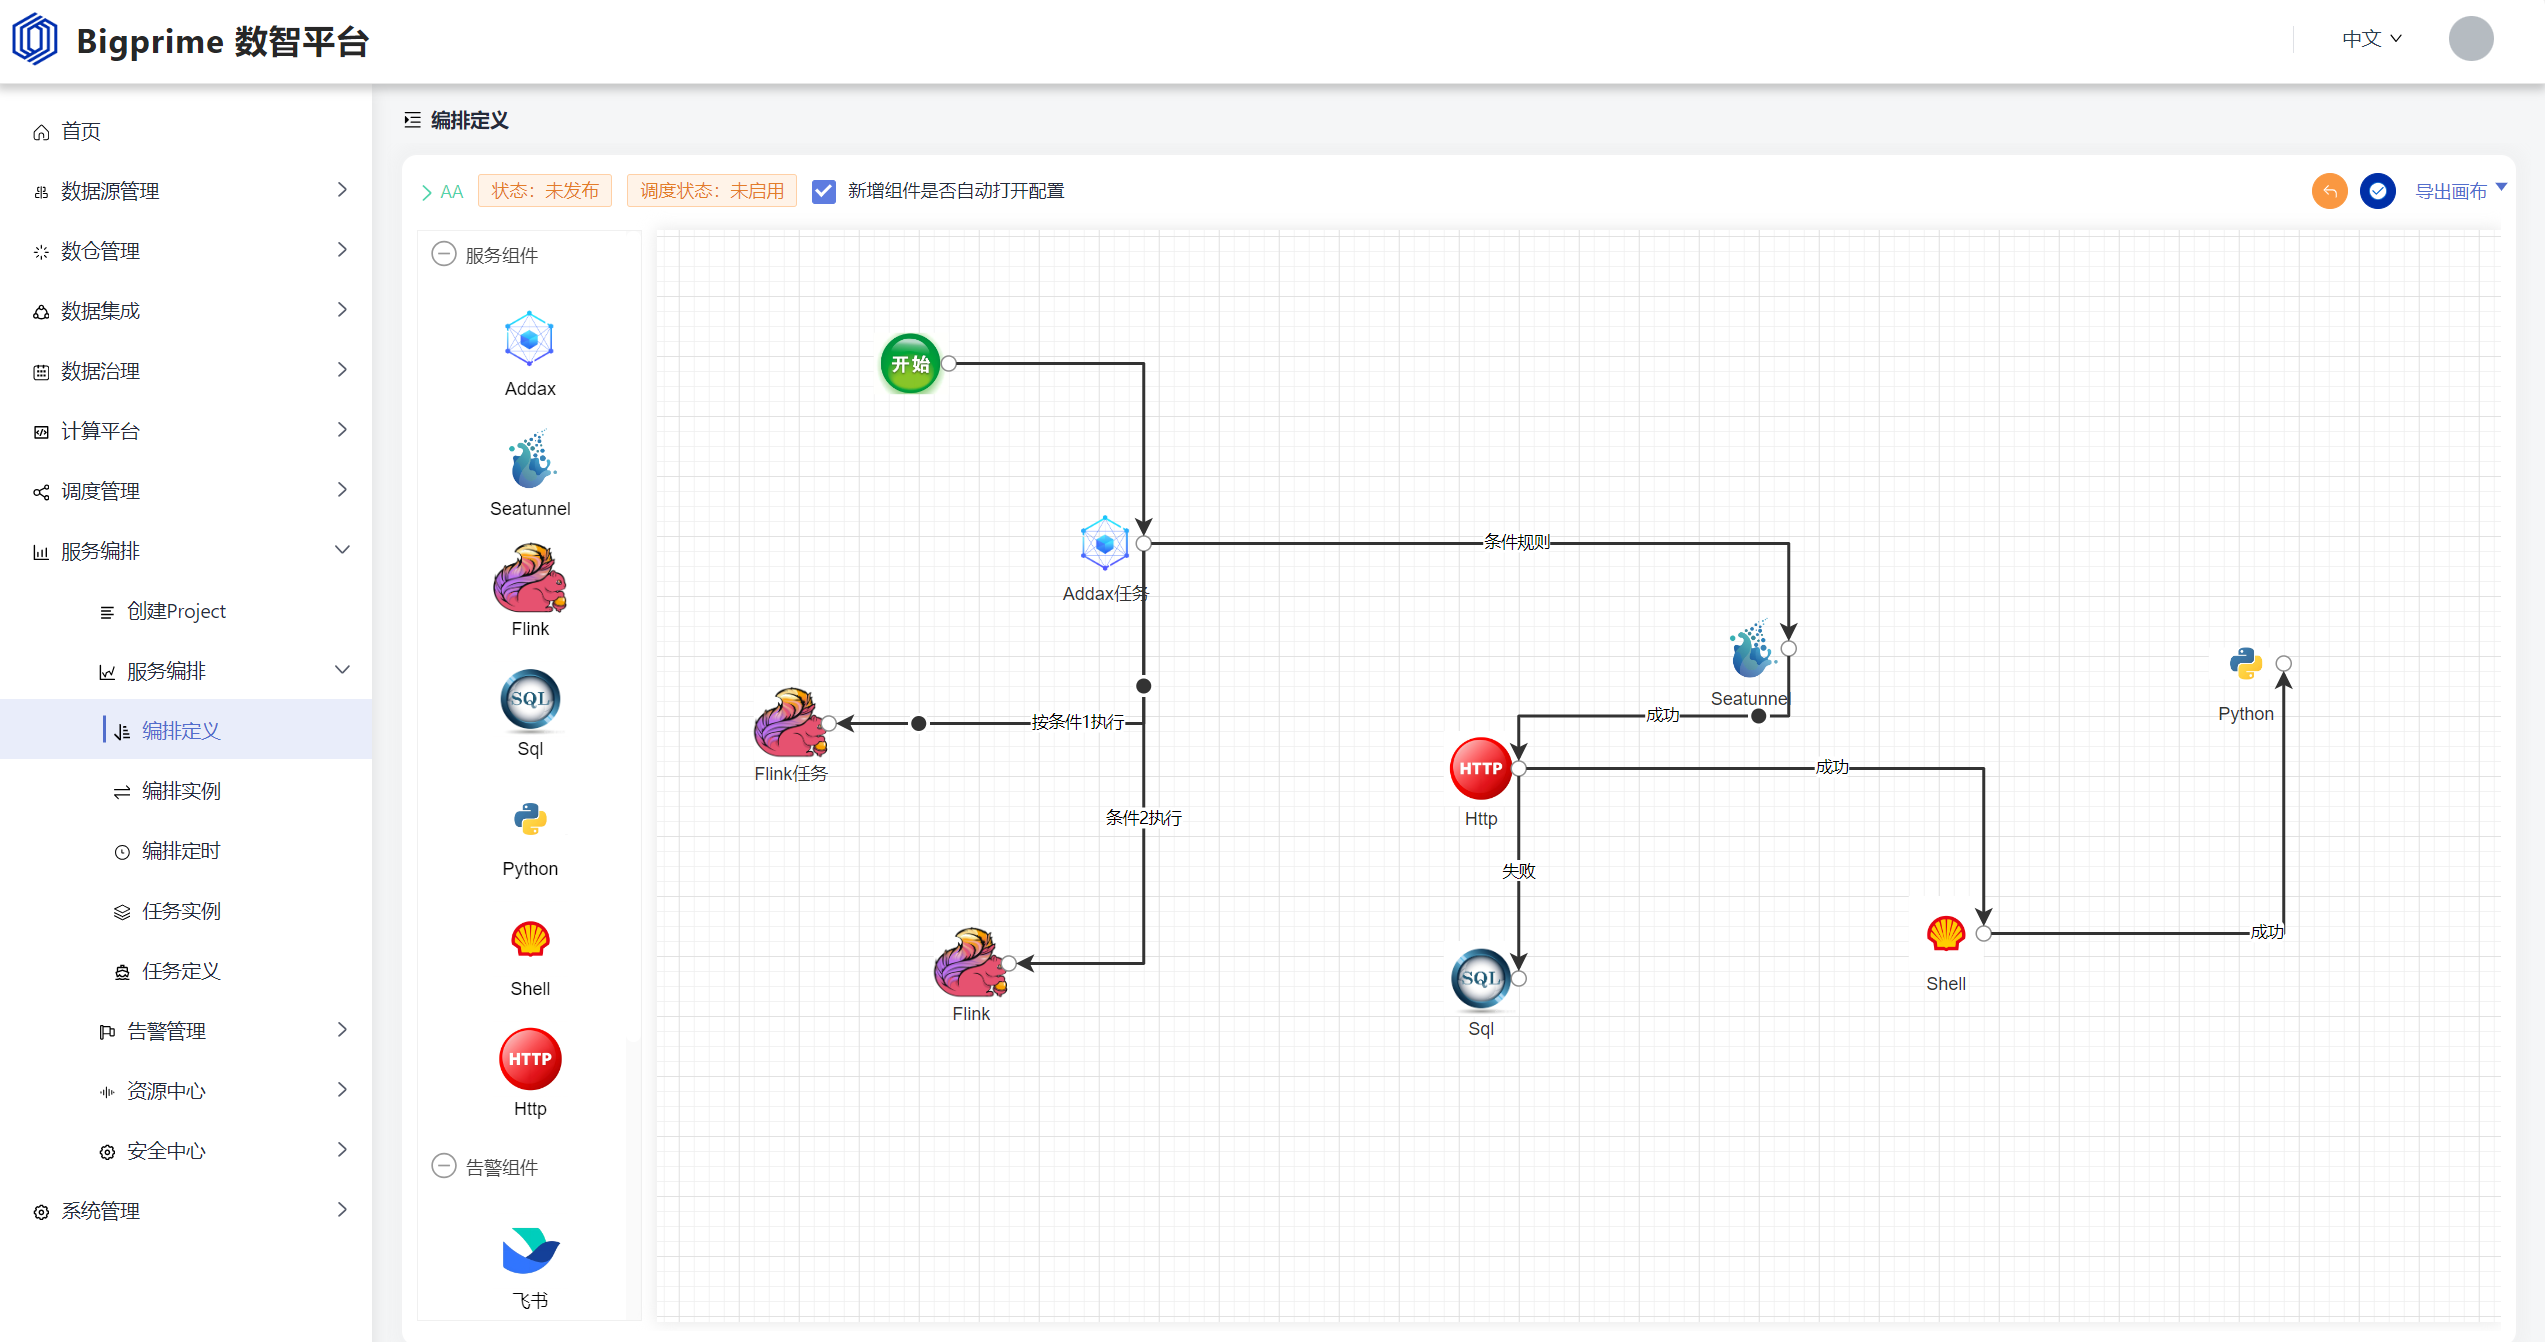 Bigprime 数智平台
中文
首页
数据源管理
数仓管理
数据集成
数据治理
计算平台
调度管理
服务编排
创建Project
服务编排
编排定义
编排实例
编排定时
任务实例
任务定义
告警管理
资源中心
安全中心
系统管理
编排定义
AA
状态：未发布
调度状态：未启用
新增组件是否自动打开配置
导出画布
服务组件
Addax
Seatunnel
Flink
SQL
Sql
Python
Shell
HTTP
Http
告警组件
飞书
开始
条件规则
Addax任务
Seatunnel
Python
成功
按条件1执行
Flink任务
HTTP
Http
成功
条件2执行
失败
成功
Flink
SQL
Sql
Shell